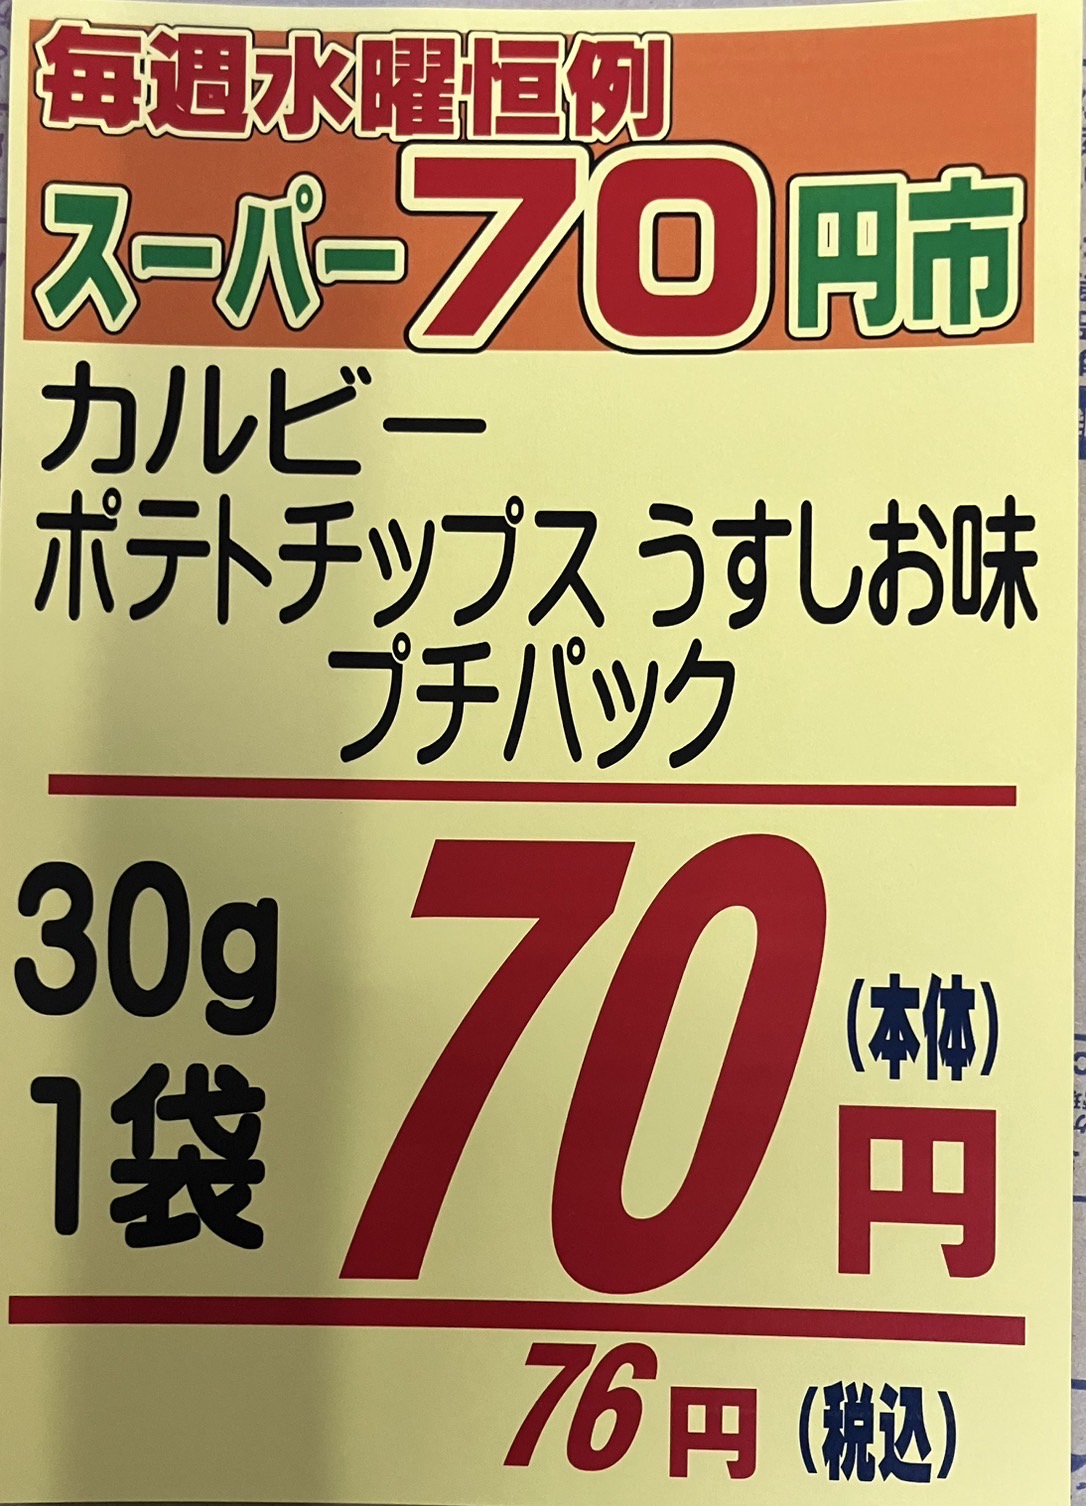 毎週水曜恒例
スーパー70円市
カルビー
ポテトチップス うすしお味
プチパック
30g
1袋
70円
(本体)
76円 (税込)